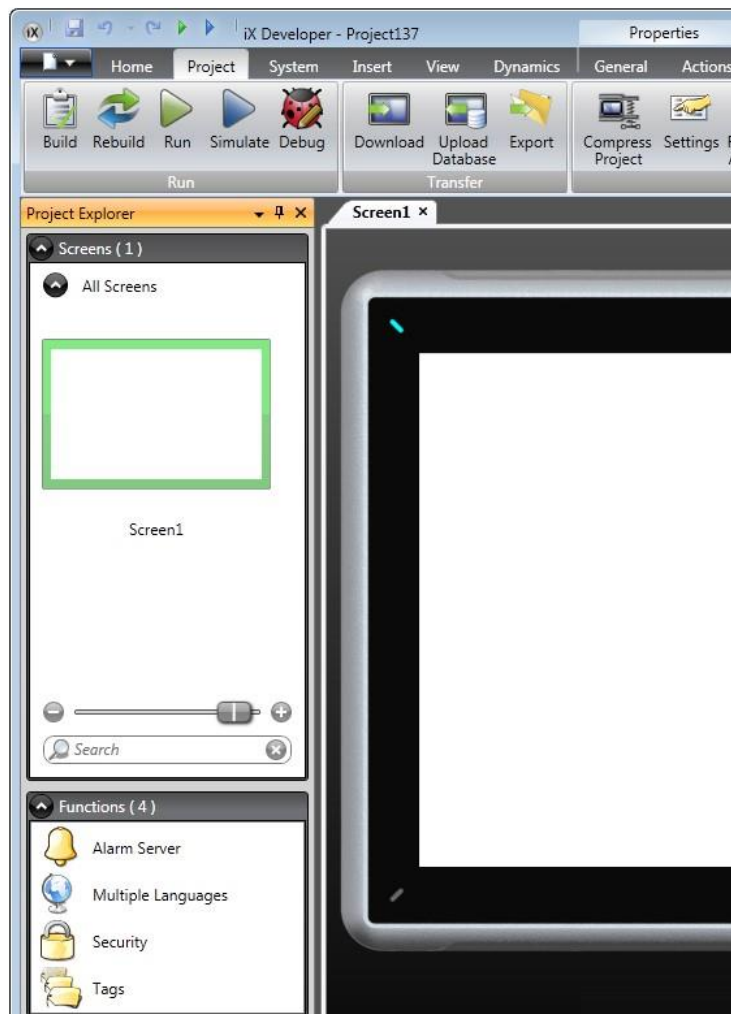 iX
iX Developer - Project137
Properties
Home Project System Insert View Dynamics General Actions
Build Rebuild Run Simulate Debug Download Upload Database Export Compress Project Settings
Run Transfer
Project Explorer
Screen1
Screens ( 1 )
All Screens
Screen1
Search
Functions ( 4 )
Alarm Server
Multiple Languages
Security
Tags